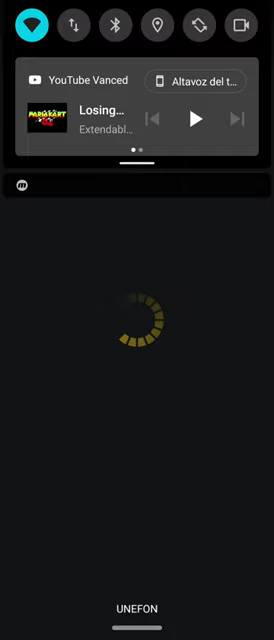 YouTube Vanced
Altavoz del t...
Losing...
Extendabl...
UNEFON